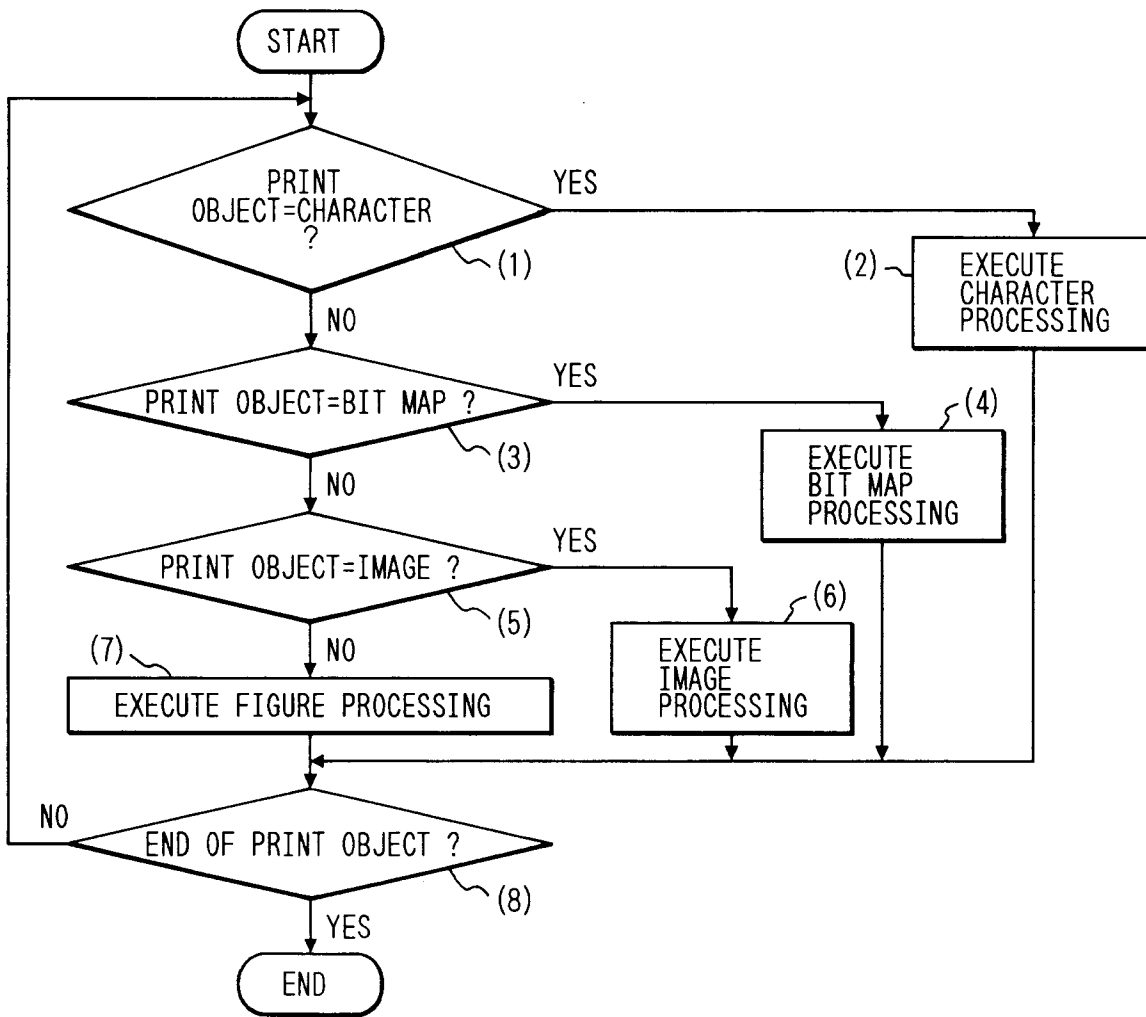 START
PRINT
OBJECT=CHARACTER
?
YES
(1)
(2)
EXECUTE
CHARACTER
PROCESSING
NO
PRINT OBJECT=BIT MAP ?
YES
(3)
(4)
EXECUTE
BIT MAP
PROCESSING
NO
PRINT OBJECT=IMAGE ?
YES
(5)
(6)
EXECUTE
IMAGE
PROCESSING
NO
(7)
EXECUTE FIGURE PROCESSING
NO
END OF PRINT OBJECT ?
(8)
YES
END